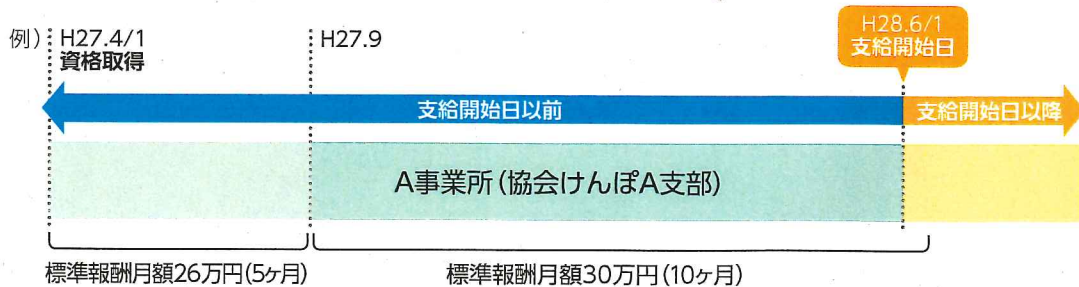 例)
H27.4/1
資格取得
H27.9
H28.6/1
支給開始日
支給開始日以前
支給開始日以降
A事業所(協会けんぽA支部)
標準報酬月額26万円(5ヶ月)
標準報酬月額30万円(10ヶ月)